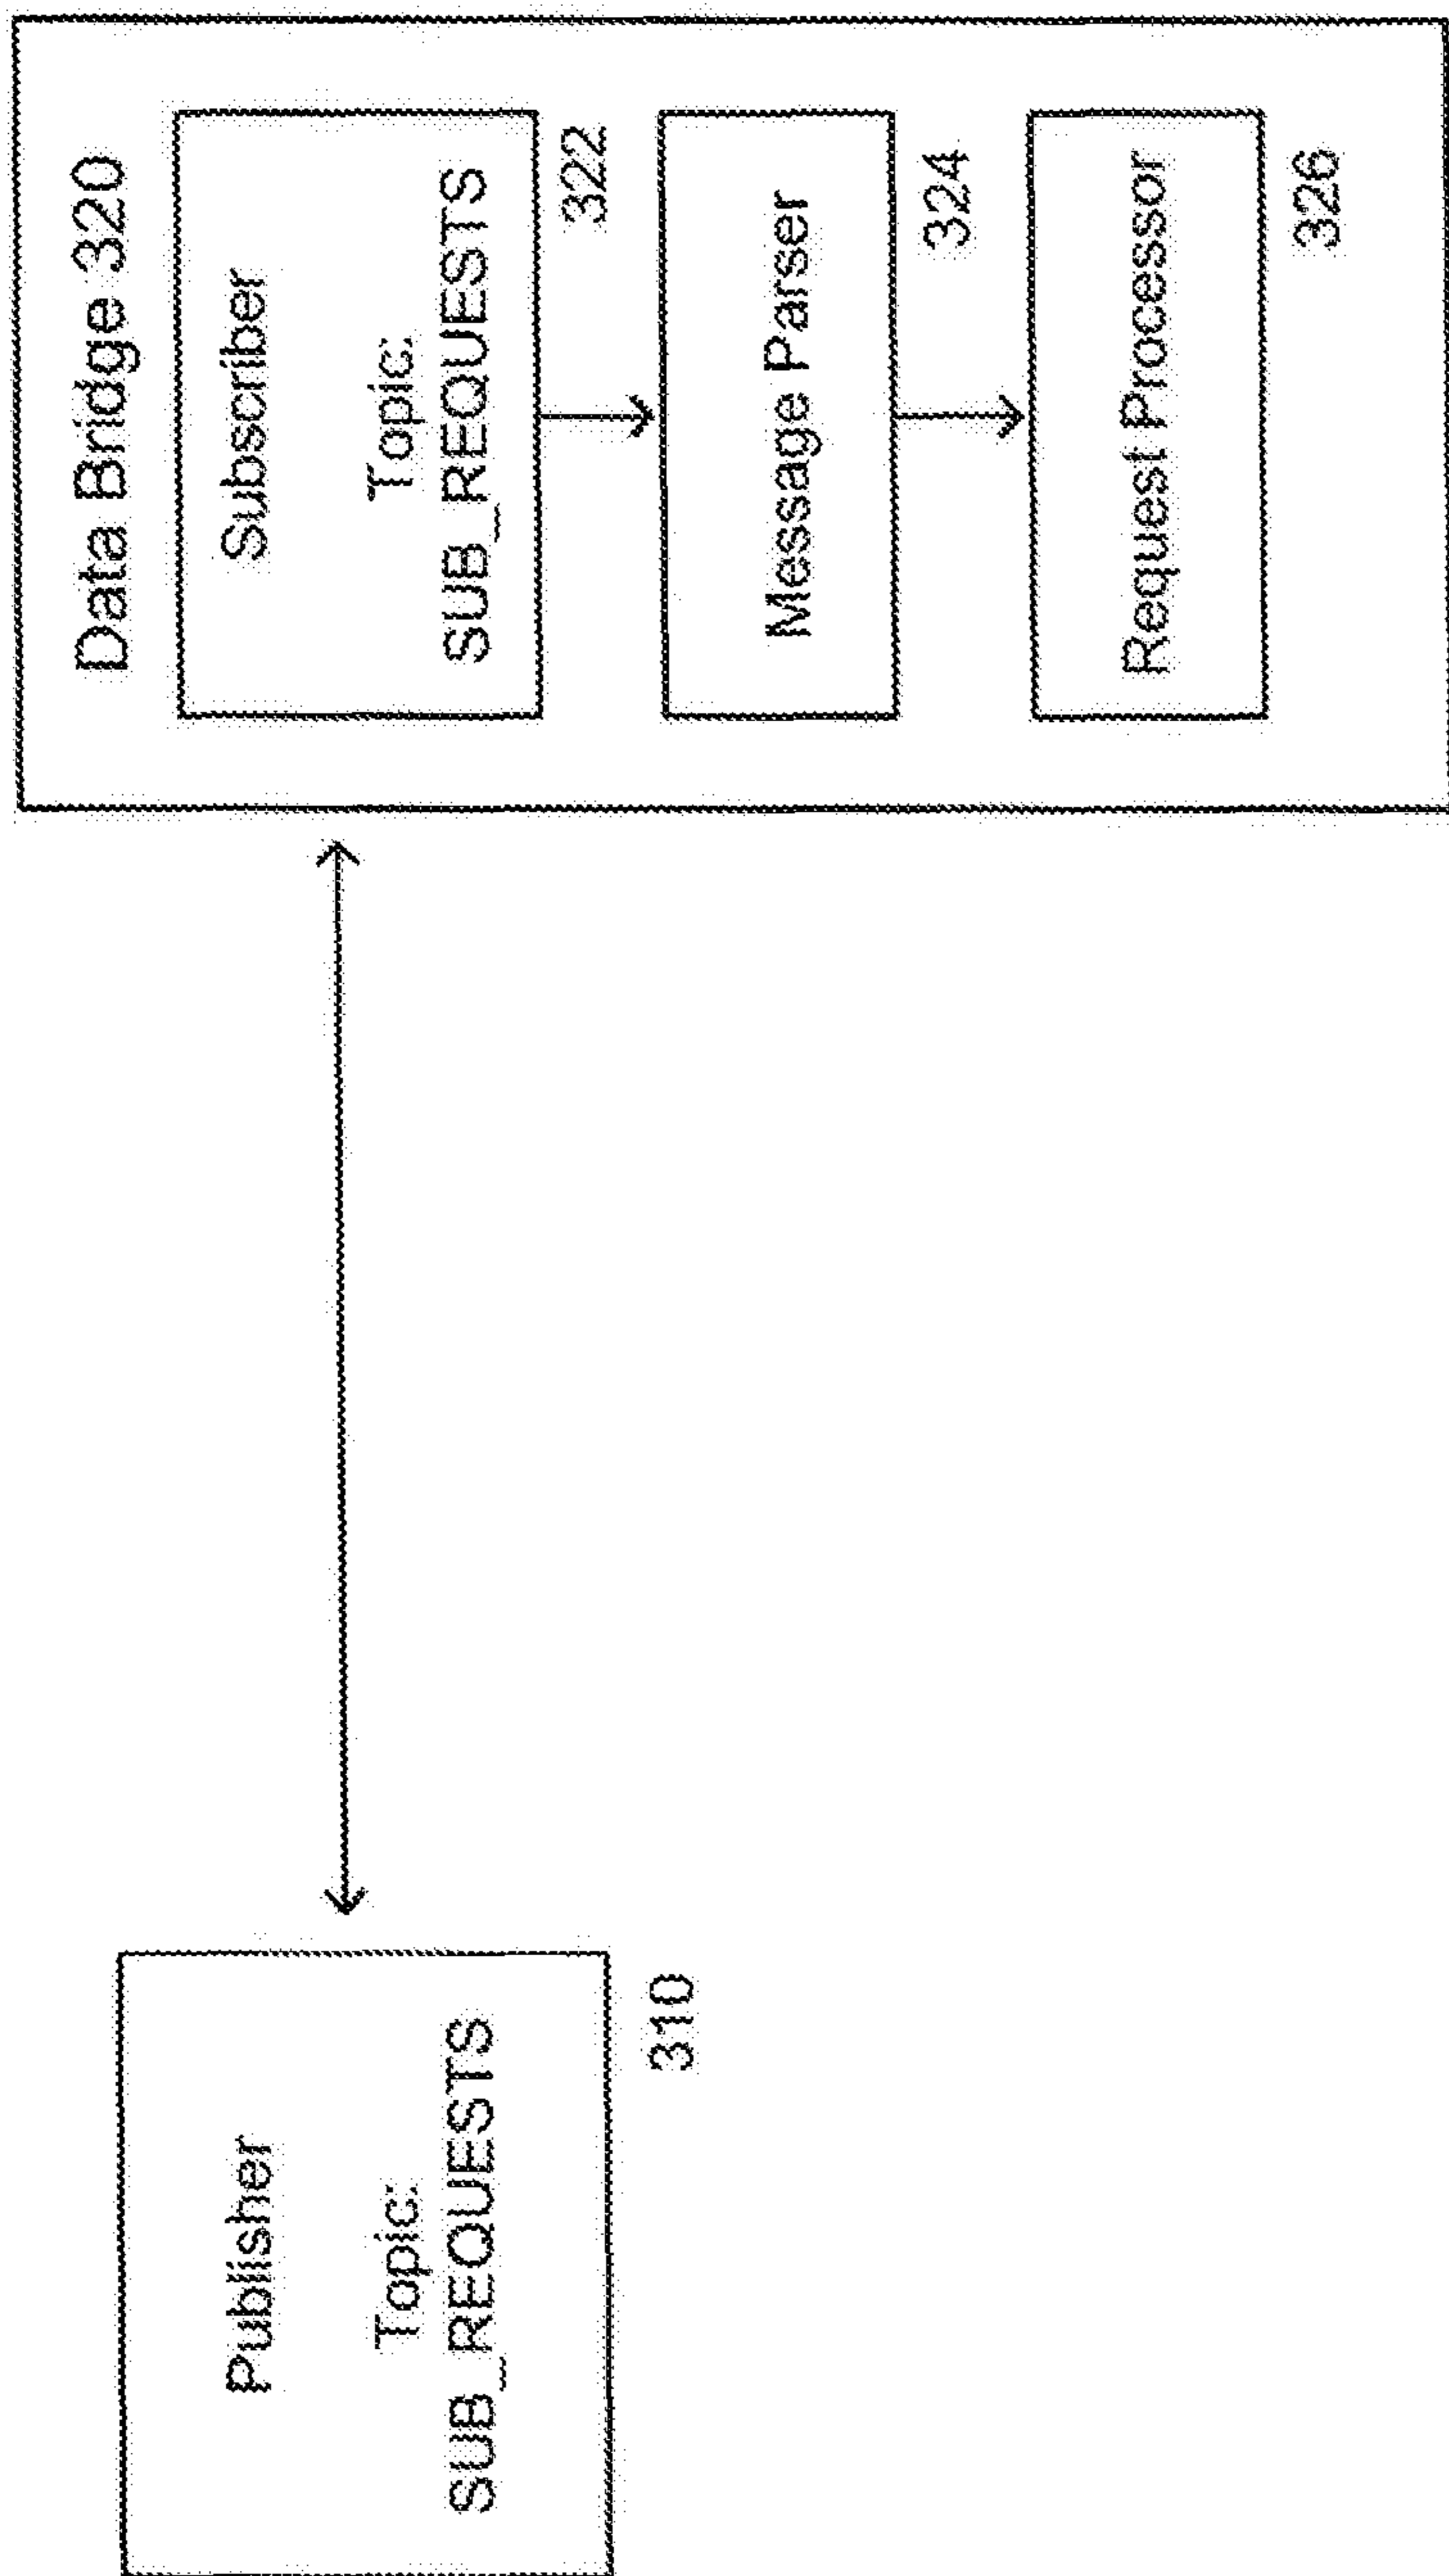 Publisher
Topic:
SUB_REQUESTS
310
Data Bridge 320
Subscriber
Topic:
SUB_REQUESTS
322
Message Parser
324
Request Processor
326